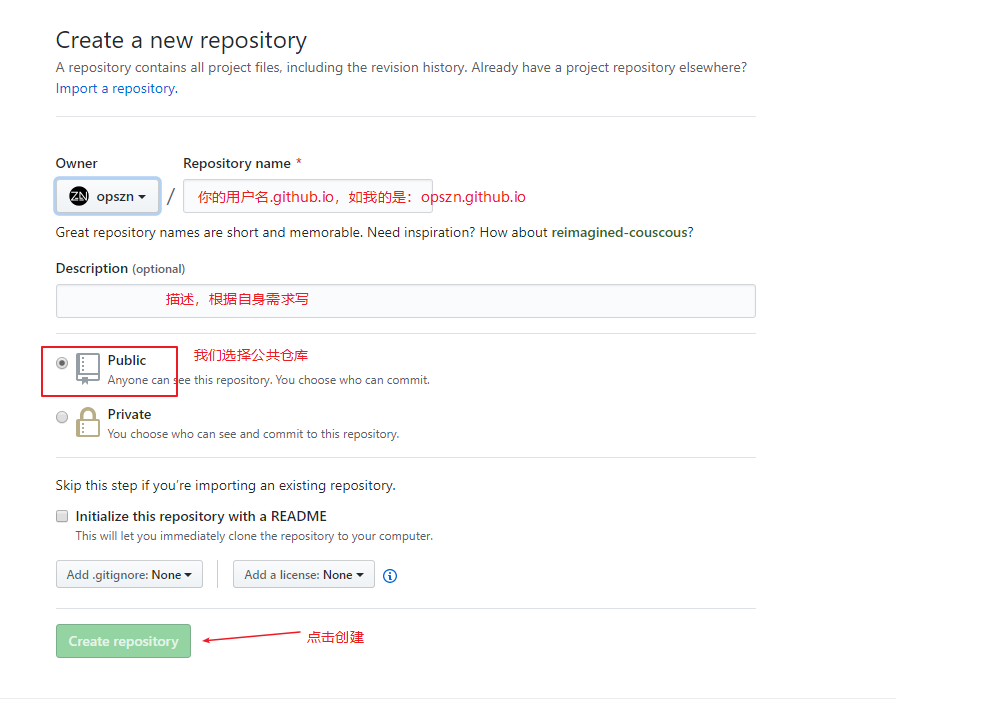 Create a new repository
A repository contains all project files, including the revision history. Already have a project repository elsewhere?
Import a repository.
Owner
Repository name *
ZN opszn /
你的用户名.github.io，如我的是：opszn.github.io
Great repository names are short and memorable. Need inspiration? How about reimagined-couscous?
Description (optional)
描述，根据自身需求写
Public
我们选择公共仓库
Anyone can see this repository. You choose who can commit.
Private
You choose who can see and commit to this repository.
Skip this step if you’re importing an existing repository.
Initialize this repository with a README
This will let you immediately clone the repository to your computer.
Add .gitignore: None
Add a license: None
Create repository
点击创建